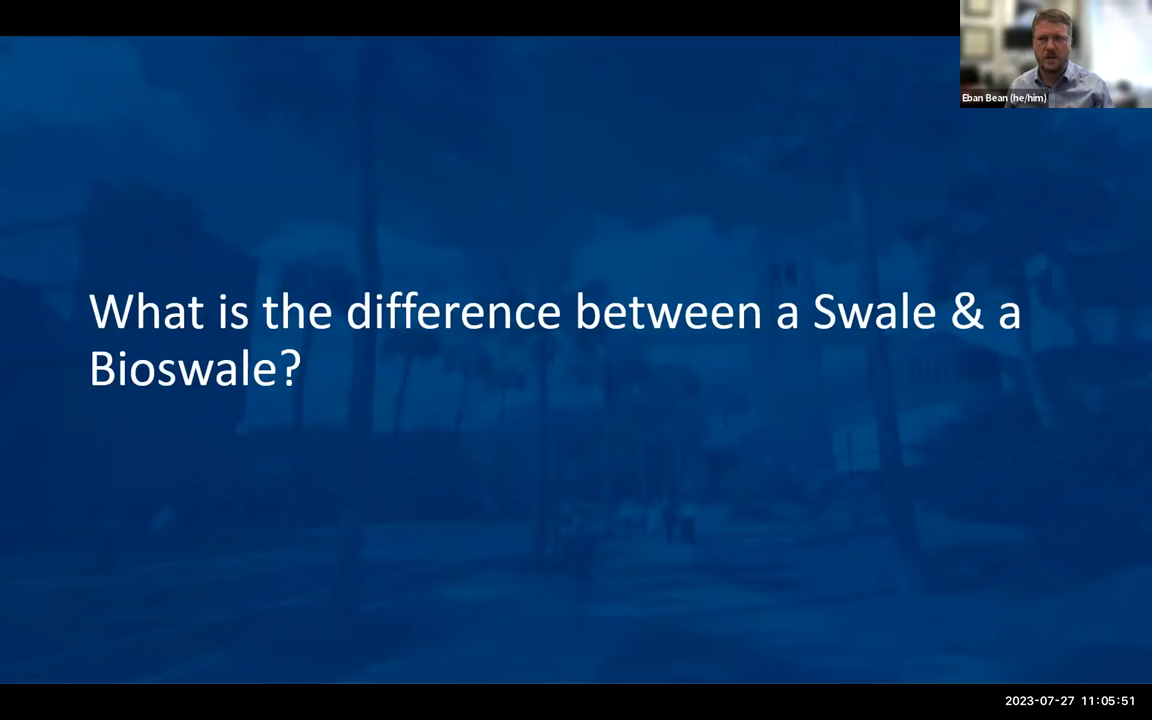 Eban Bean (he/him)
What is the difference between a Swale & a
Bioswale?
2023-07-27 11:05:51